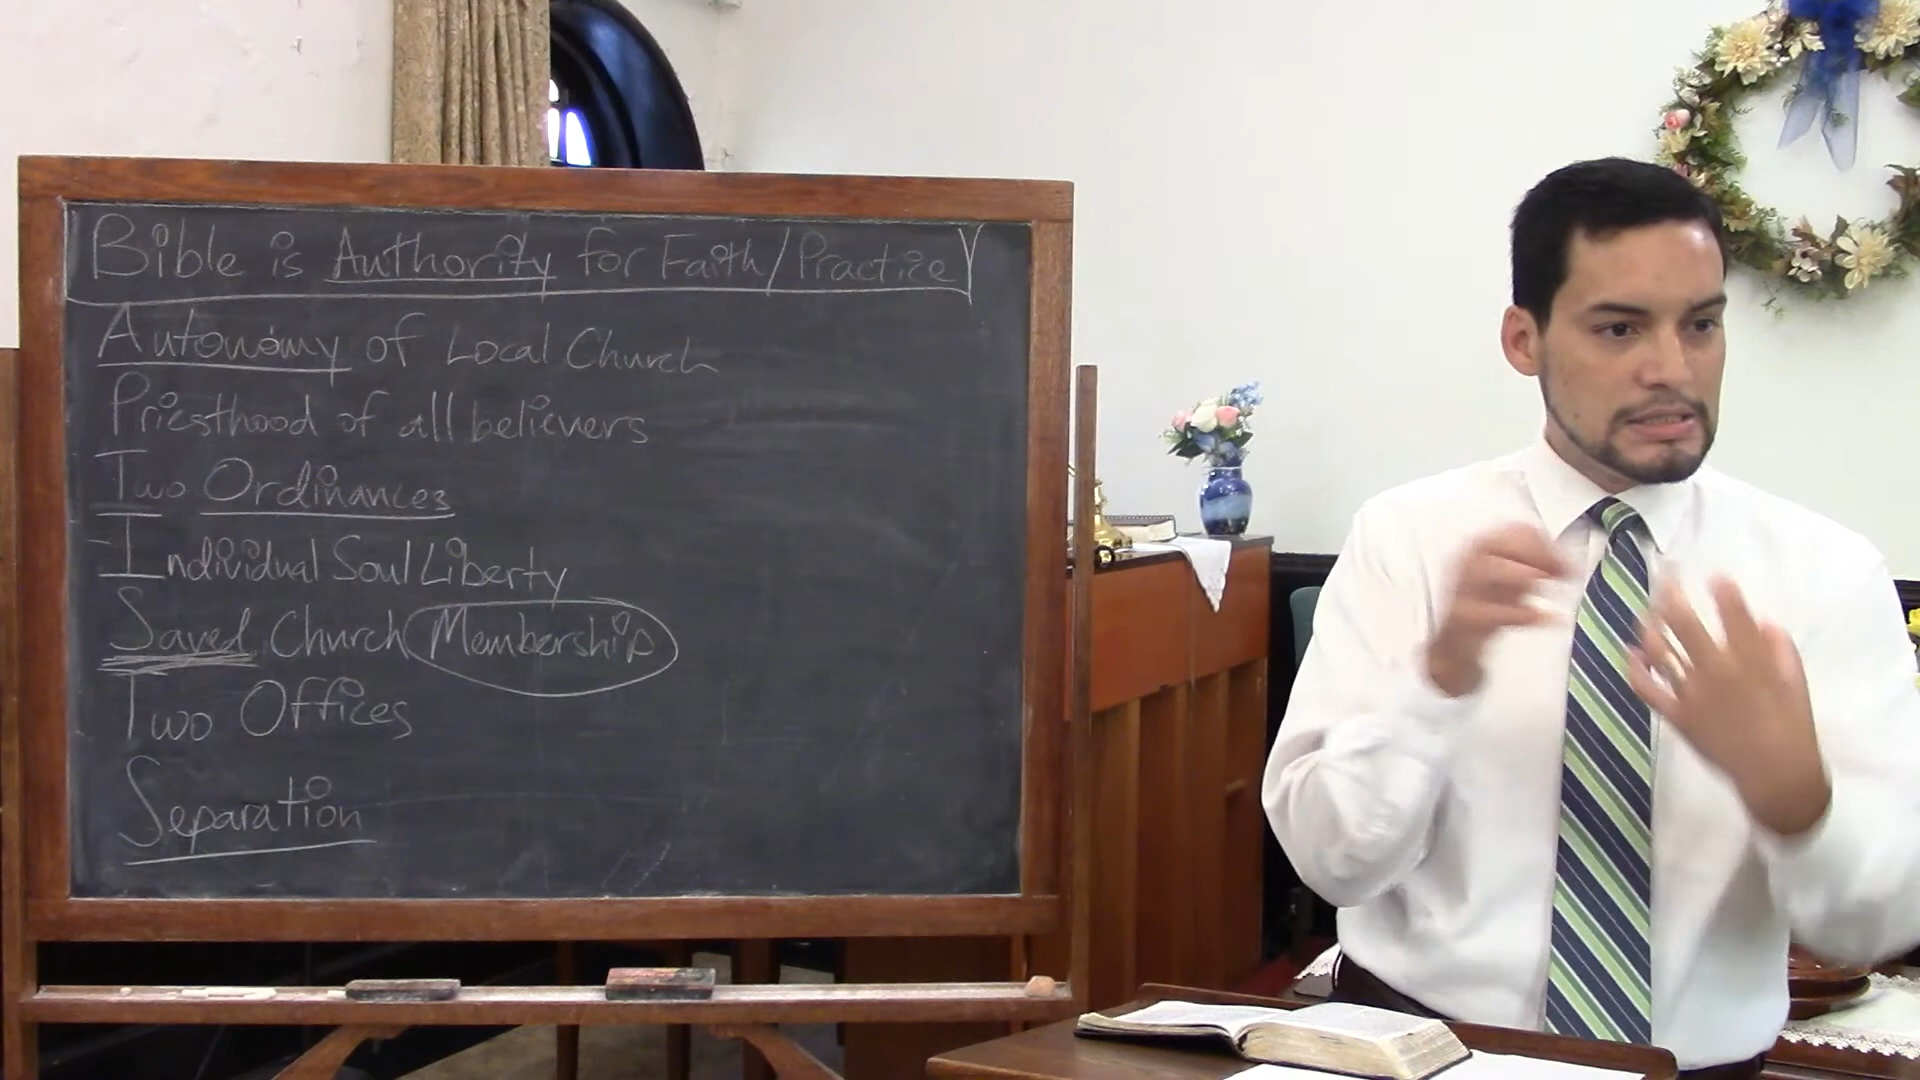 Bible is Authority for Faith/Practice
Autonomy of Local Church
Priesthood of all believers
Two Ordinances
Individual Soul Liberty
Saved Church Membership
Two Offices
Separation